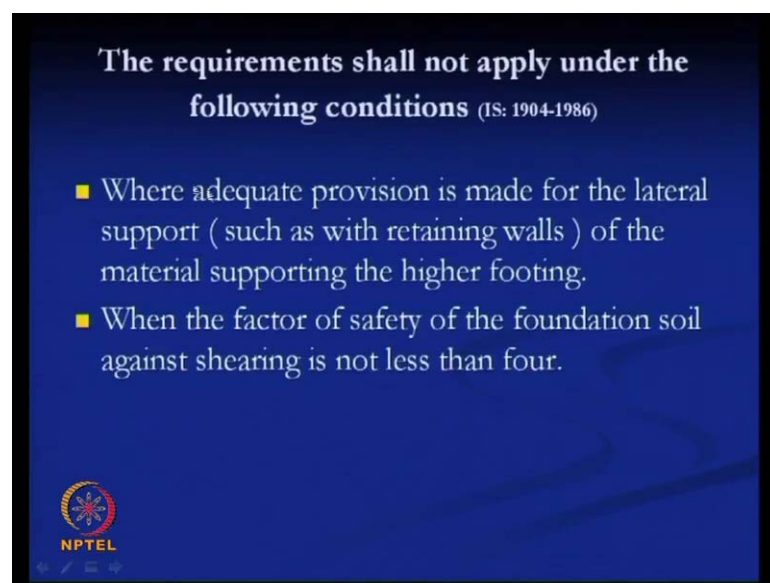 The requirements shall not apply under the
following conditions (IS: 1904-1986)
Where adequate provision is made for the lateral
support ( such as with retaining walls ) of the
material supporting the higher footing.
When the factor of safety of the foundation soil
against shearing is not less than four.
NPTEL